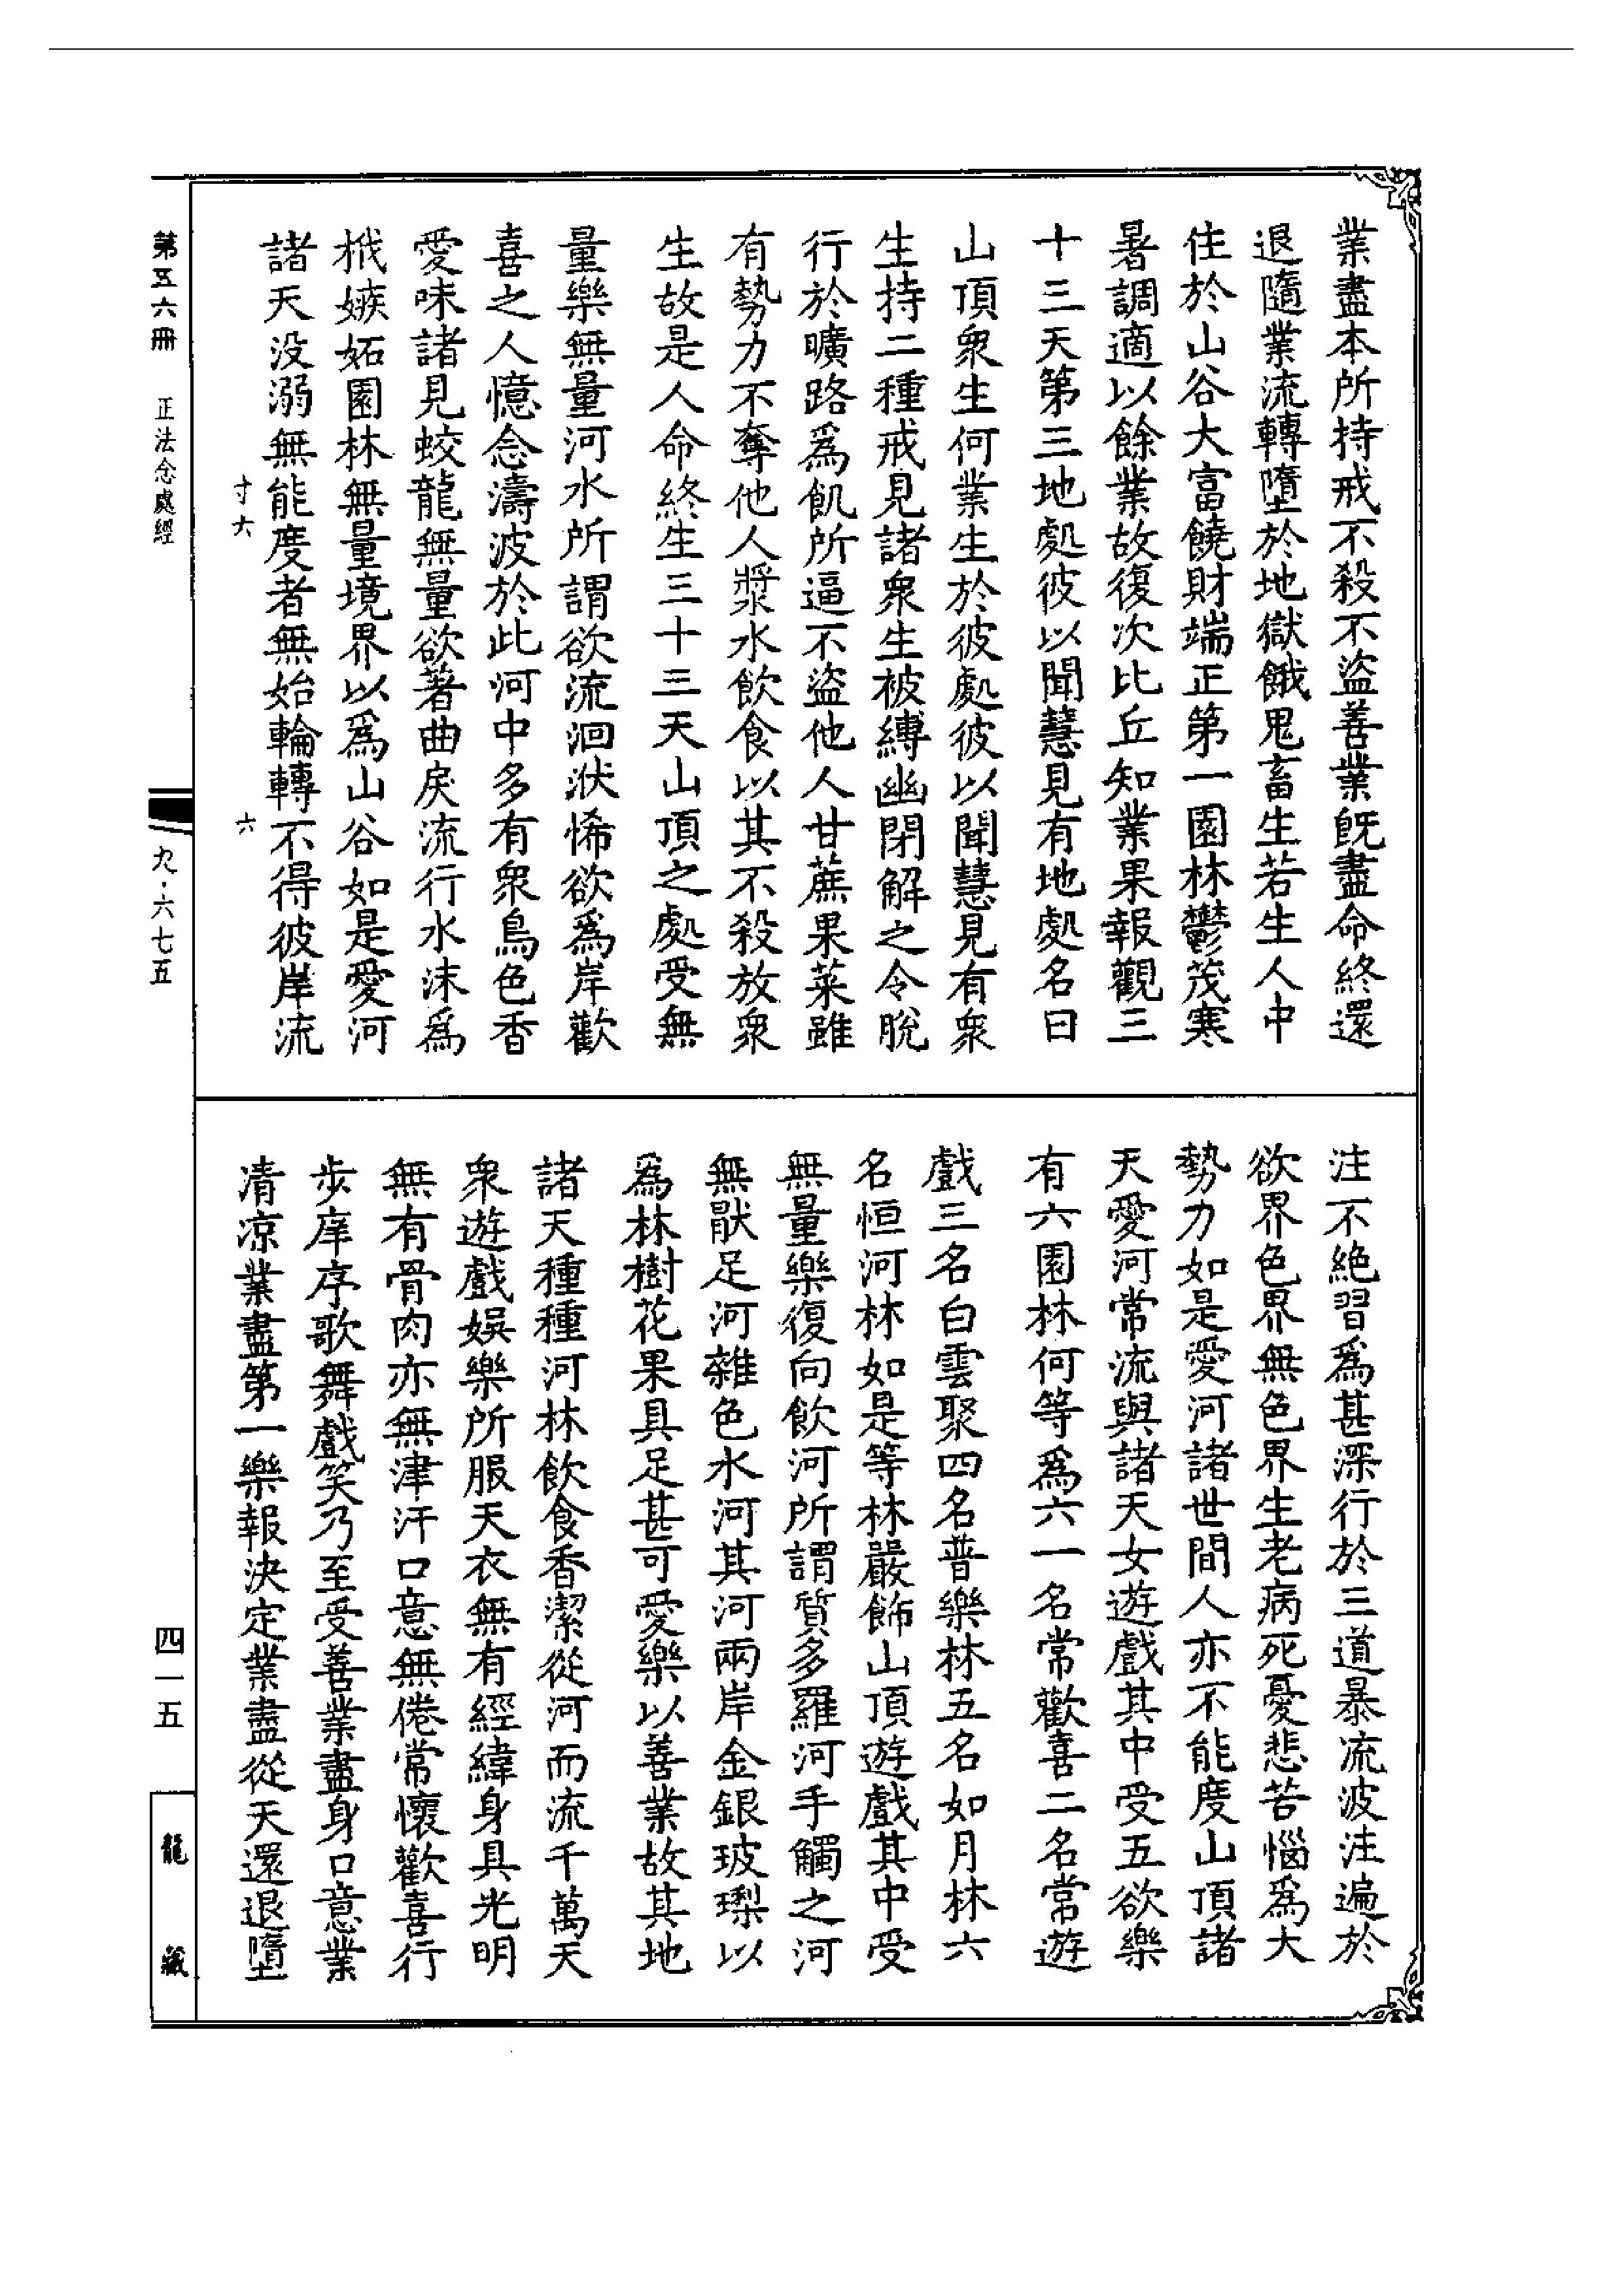 業盡本所持戒不殺不盜善業旣盡命終還
退隨業流轉墮於地獄餓鬼畜生若生人中
住於山谷大富饒財端正第一園林鬱茂寒
暑調適以餘業故復次比丘知業果報觀三
十三天第三地處彼以聞慧見有地處名曰
山頂衆生何業生於彼處彼以聞慧見有衆
生持二種戒見諸衆生被縛幽閉解之令脫
行於曠路爲飢所逼不盜他人甘蔗果菜雖
有勢力不奪他人漿水飲食以其不殺放衆
生故是人命終生三十三天山頂之處受無
量樂無量河水所謂欲流洄洑悕欲爲岸歡
喜之人憶念濤波於此河中多有衆鳥色香
愛味諸見蛟龍無量欲著曲戾流行水沫爲
栰嫉妬園林無量境界以爲山谷如是愛河
諸天没溺無能度者無始輪轉不得彼岸流
寸六 六
注不絶習爲甚深行於三道暴流波注遍於
欲界色界無色界生老病死憂悲苦惱爲大
勢力如是愛河諸世間人亦不能度山頂諸
天愛河常流與諸天女遊戲其中受五欲樂
有六園林何等爲六一名常歡喜二名常遊
戲三名白雲聚四名普樂林五名如月林六
名恒河林如是等林嚴飾山頂遊戲其中受
無量樂復向飲河所謂質多羅河手觸之河
無猒足河雜色水河其河兩岸金銀玻瓈以
爲林樹花果具足甚可愛樂以善業故其地
諸天種種河林飲食香潔從河而流千萬天
衆遊戲娛樂所服天衣無有經緯身具光明
無有骨肉亦無津汗口意無倦常懷歡喜行
步庠序歌舞戲笑乃至受善業盡身口意業
清凉業盡第一樂報決定業盡從天還退墮
第五六冊 正法念處經
九·六七五
四一五
龍藏